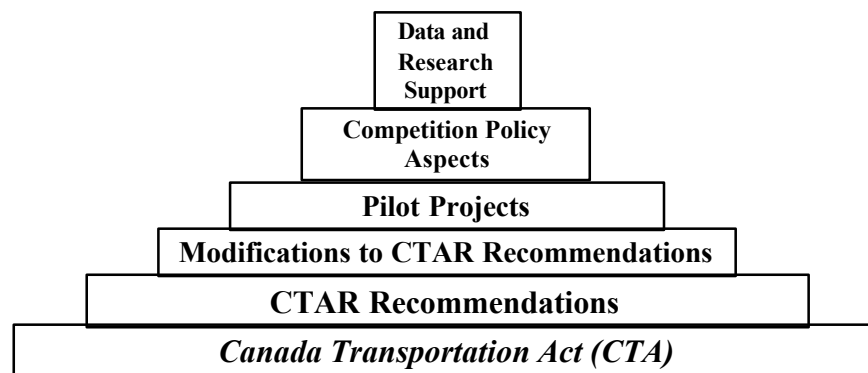 Data and
Research
Support
Competition Policy
Aspects
Pilot Projects
Modifications to CTAR Recommendations
CTAR Recommendations
Canada Transportation Act (CTA)